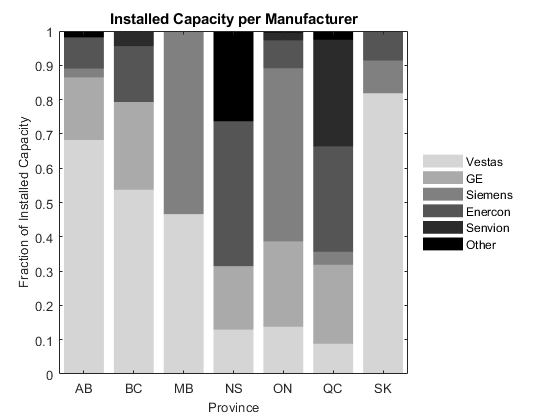 Installed Capacity per Manufacturer
Fraction of Installed Capacity
1
0.9
0.8
0.7
0.6
0.5
0.4
0.3
0.2
0.1
0
AB BC MB NS ON QC SK
Province
Vestas
GE
Siemens
Enercon
Senvion
Other